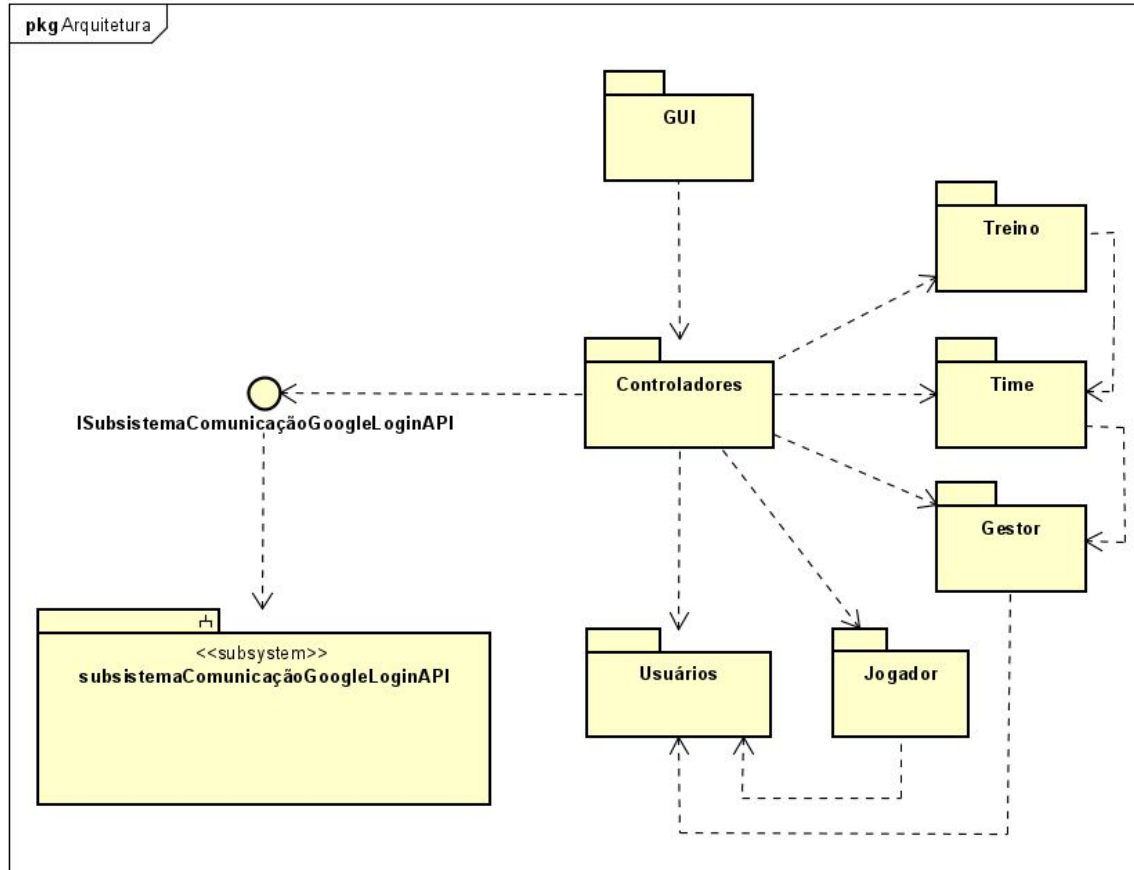 pkg Arquitetura
GUI
Treino
Controladores
Time
ISubsistemaComunicaçãoGoogleLoginAPI
Gestor
<<subsystem>>
subsistemaComunicaçãoGoogleLoginAPI
Usuários
Jogador